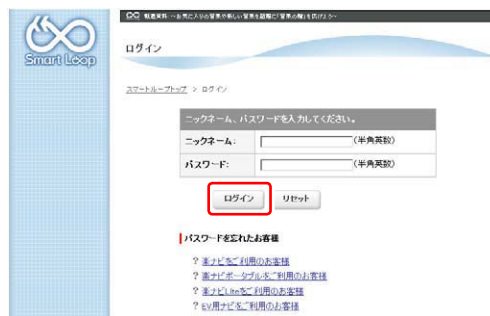 Smart Loop
ログイン
スマートループトップ > ログイン
ニックネーム、パスワードを入力してください。
ニックネーム: (半角英数)
パスワード: (半角英数)
ログイン リセット
パスワードを忘れたお客様
? 楽ナビをご利用のお客様
? 楽ナビポータブルをご利用のお客様
? 楽ナビLiteをご利用のお客様
? EV用ナビをご利用のお客様